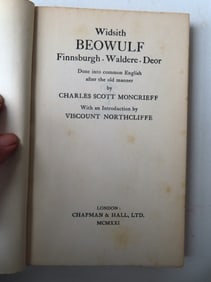 Widsith
BEOWULF
Finnsburgh - Waldere - Deor
Done into common English
after the old manner
by
CHARLES SCOTT MONCRIEFF
With an Introduction by
VISCOUNT NORTHCLIFFE
LONDON:
CHAPMAN & HALL, LTD.
MCMXXI